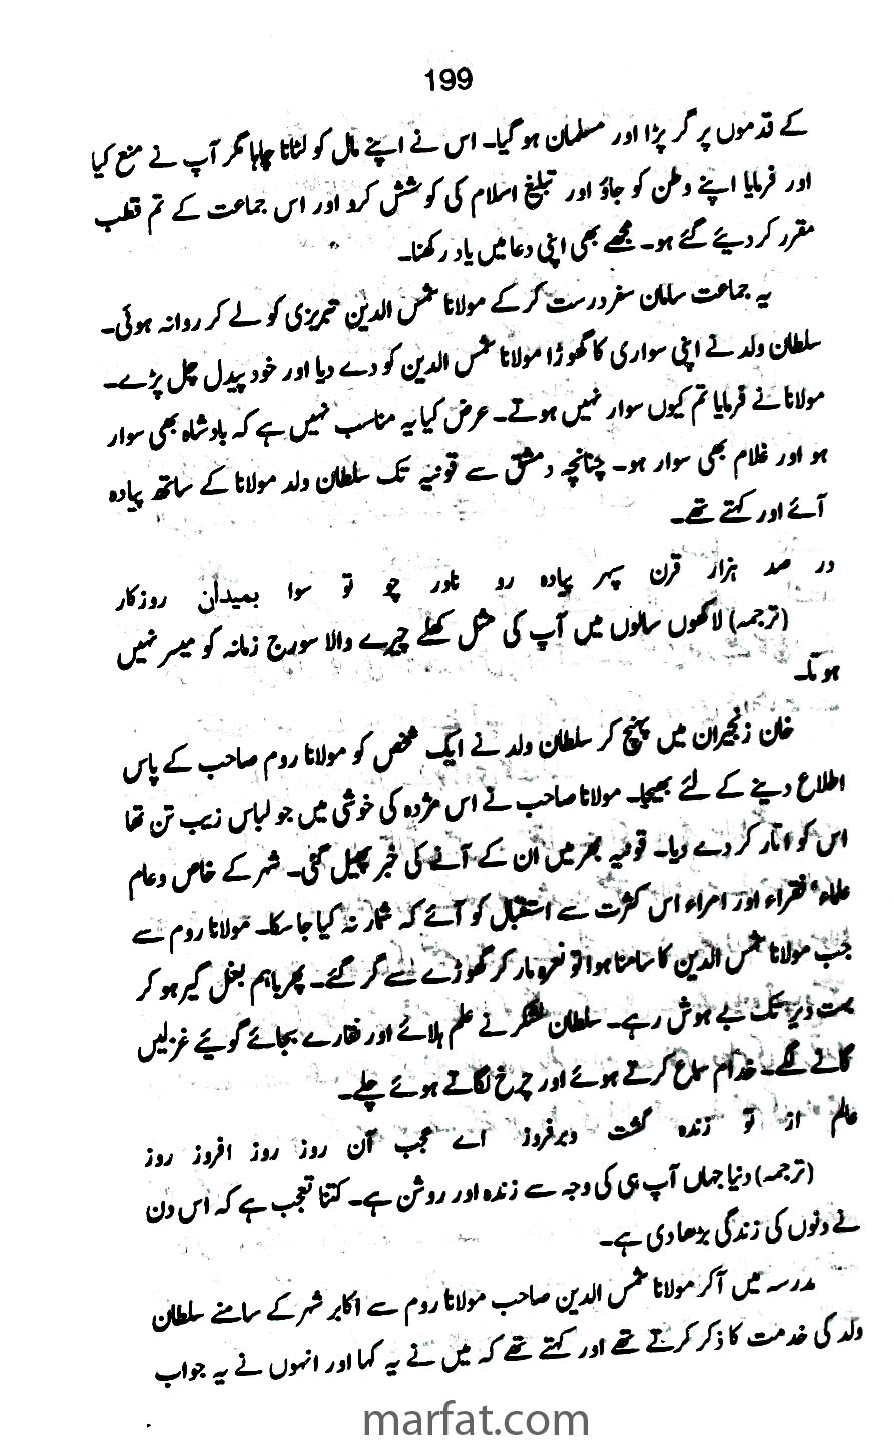 199
کے قدموں پر گر پڑا اور مسلمان ہو گیا۔ اس نے اپنے مال کو لٹانا چاہا مگر آپ نے منع کیا
اور فرمایا اپنے وطن کو جاؤ اور تبلیغ اسلام کی کوشش کرو اور اس جماعت کے تم قطب
مقرر کر دیئے گئے ہو۔ مجھے بھی اپنی دعا میں یاد رکھنا۔
یہ جماعت سامان سفر درست کر کے مولانا شمس الدین تبریزی کو لے کر روانہ ہوئی۔
سلطان ولد نے اپنی سواری کا گھوڑا مولانا شمس الدین کو دے دیا اور خود پیدل چل پڑے۔
مولانا نے فرمایا تم کیوں سوار نہیں ہوتے۔ عرض کیا یہ مناسب نہیں ہے کہ بادشاہ بھی سوار
ہو اور غلام بھی سوار ہو۔ چنانچہ دمشق سے قونیہ تک سلطان ولد مولانا کے ساتھ پیادہ
آئے اور کہتے تھے۔
در صد ہزار قرن سپہر پیادہ رو نادر چو تو سوا بمیدان روزکار
(ترجمہ) لاکھوں سالوں میں آپ کی مثل کھلے چہرے والا سورج زمانہ کو میسر نہیں
ہوتا۔
خان زنجیران میں پہنچ کر سلطان ولد نے ایک شخص کو مولانا روم صاحب کے پاس
اطلاع دینے کے لئے بھیجا۔ مولانا صاحب نے اس مژدہ کی خوشی میں جو لباس زیب تن تھا
اس کو اتار کر دے دیا۔ قونیہ بھر میں ان کے آنے کی خبر پھیل گئی۔ شہر کے خاص و عام
علماء فقراء اور امراء اس کثرت سے استقبال کو آئے کہ شمار نہ کیا جا سکا۔ مولانا روم سے
جب مولانا شمس الدین کا سامنا ہوا تو نعرہ مار کر گھوڑے سے گر گئے۔ پھر باہم بغل گیر ہو کر
بہت دیر تک بے ہوش رہے۔ سلطان لشکر نے علم ہلائے اور نقارے بجائے گویئے غزلیں
گانے لگے۔ خدام سماع کرتے ہوئے اور چرخ لگاتے ہوئے چلے۔
عالم از تو زندہ گشت وبرفروز اے عجب آن روز روز افروز روز
(ترجمہ) دنیا جہاں آپ ہی کی وجہ سے زندہ اور روشن ہے۔ کتنا تعجب ہے کہ اس دن
نے دنوں کی زندگی بڑھا دی ہے۔
مدرسہ میں آکر مولانا شمس الدین صاحب مولانا روم سے اکابر شہر کے سامنے سلطان
ولد کی خدمت کا ذکر کرتے تھے اور کہتے تھے کہ میں نے یہ کہا اور انہوں نے یہ جواب
marfat.com